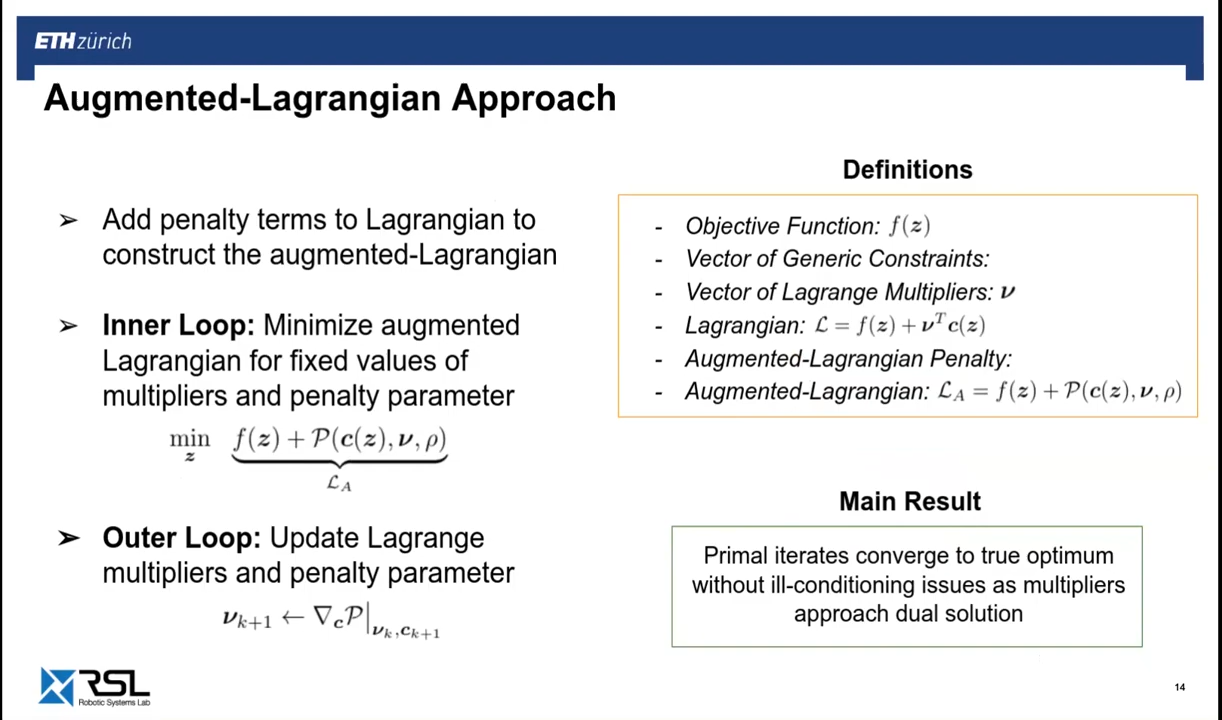 ETH zürich
Augmented-Lagrangian Approach
➢ Add penalty terms to Lagrangian to
construct the augmented-Lagrangian
➢ Inner Loop: Minimize augmented
Lagrangian for fixed values of
multipliers and penalty parameter
min_z f(z) + P(c(z), ν, ρ)
ℒ_A
➢ Outer Loop: Update Lagrange
multipliers and penalty parameter
ν_{k+1} ← ∇_c P|_{ν_k, c_{k+1}}
Definitions
- Objective Function: f(z)
- Vector of Generic Constraints:
- Vector of Lagrange Multipliers: ν
- Lagrangian: ℒ = f(z) + ν^T c(z)
- Augmented-Lagrangian Penalty:
- Augmented-Lagrangian: ℒ_A = f(z) + P(c(z), ν, ρ)
Main Result
Primal iterates converge to true optimum
without ill-conditioning issues as multipliers
approach dual solution
RSL
Robotic Systems Lab
14